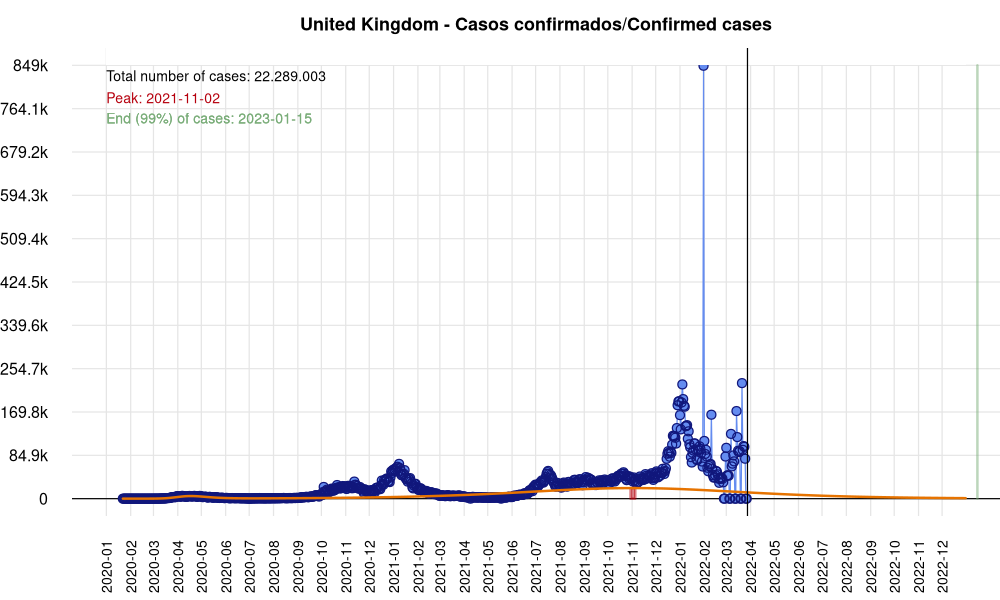 United Kingdom - Casos confirmados/Confirmed cases
849k
764.1k
679.2k
594.3k
509.4k
424.5k
339.6k
254.7k
169.8k
84.9k
0
Total number of cases: 22.289.003
Peak: 2021-11-02
End (99%) of cases: 2023-01-15
2020-01
2020-02
2020-03
2020-04
2020-05
2020-06
2020-07
2020-08
2020-09
2020-10
2020-11
2020-12
2021-01
2021-02
2021-03
2021-04
2021-05
2021-06
2021-07
2021-08
2021-09
2021-10
2021-11
2021-12
2022-01
2022-02
2022-03
2022-04
2022-05
2022-06
2022-07
2022-08
2022-09
2022-10
2022-11
2022-12